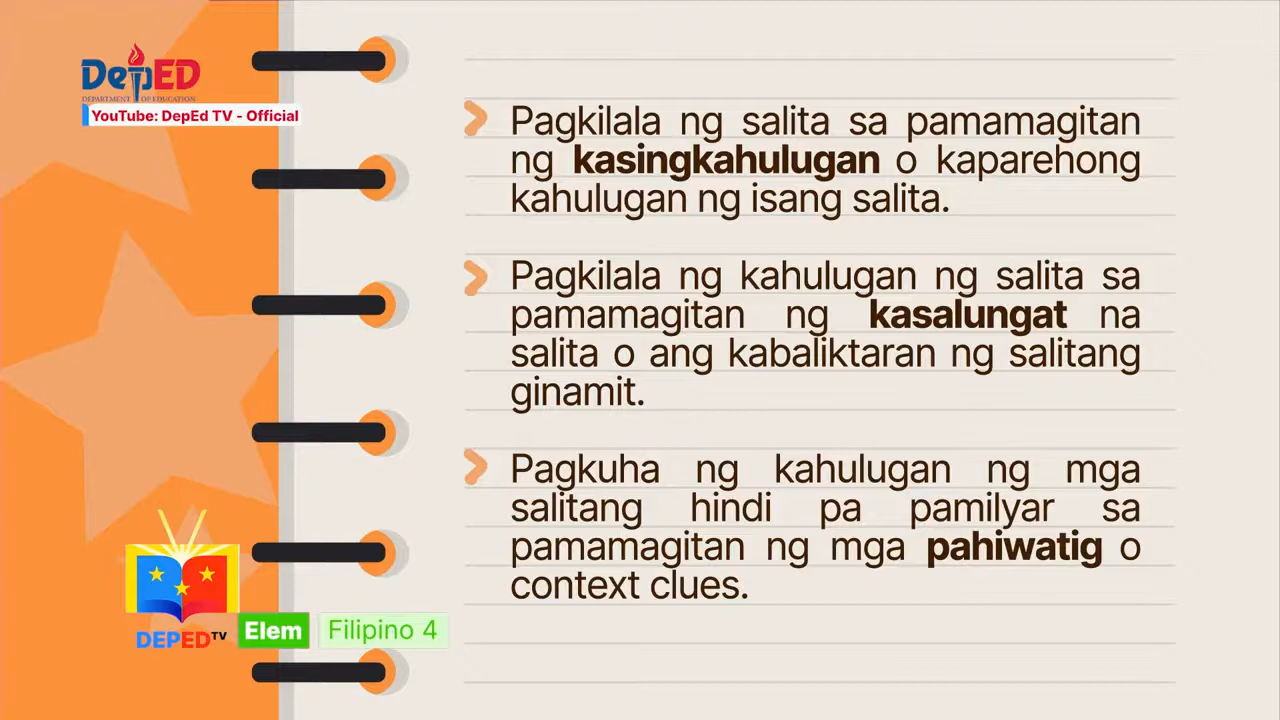 DepED
DEPARTMENT OF EDUCATION
YouTube: DepEd TV - Official
Pagkilala ng salita sa pamamagitan
ng kasingkahulugan o kaparehong
kahulugan ng isang salita.
Pagkilala ng kahulugan ng salita sa
pamamagitan ng kasalungat na
salita o ang kabaliktaran ng salitang
ginamit.
Pagkuha ng kahulugan ng mga
salitang hindi pa pamilyar sa
pamamagitan ng mga pahiwatig o
context clues.
DEPED TV
Elem
Filipino 4